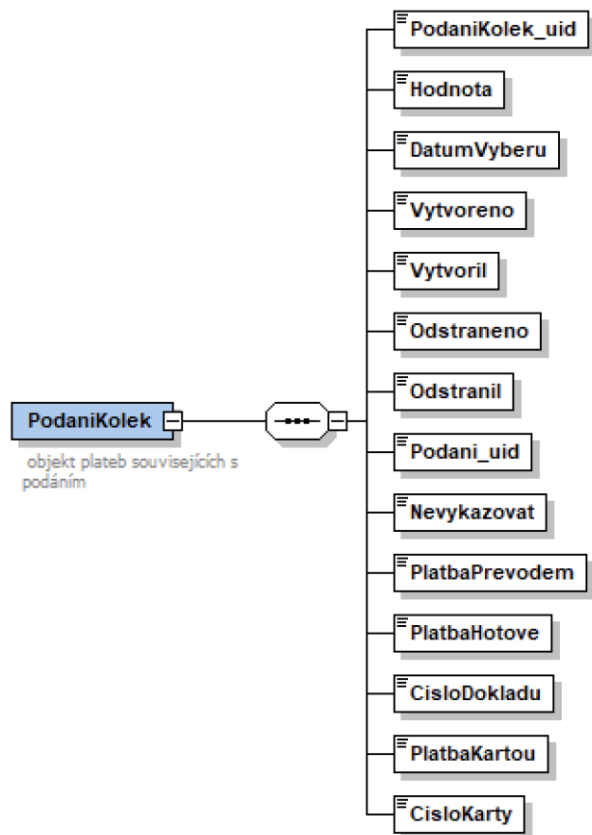 PodaniKolek_uid
Hodnota
DatumVyberu
Vytvoreno
Vytvoril
Odstraneno
Odstranil
PodaniKolek
objekt plateb souvisejících s
podáním
Podani_uid
Nevykazovat
PlatbaPrevodem
PlatbaHotove
CisloDokladu
PlatbaKartou
CisloKarty